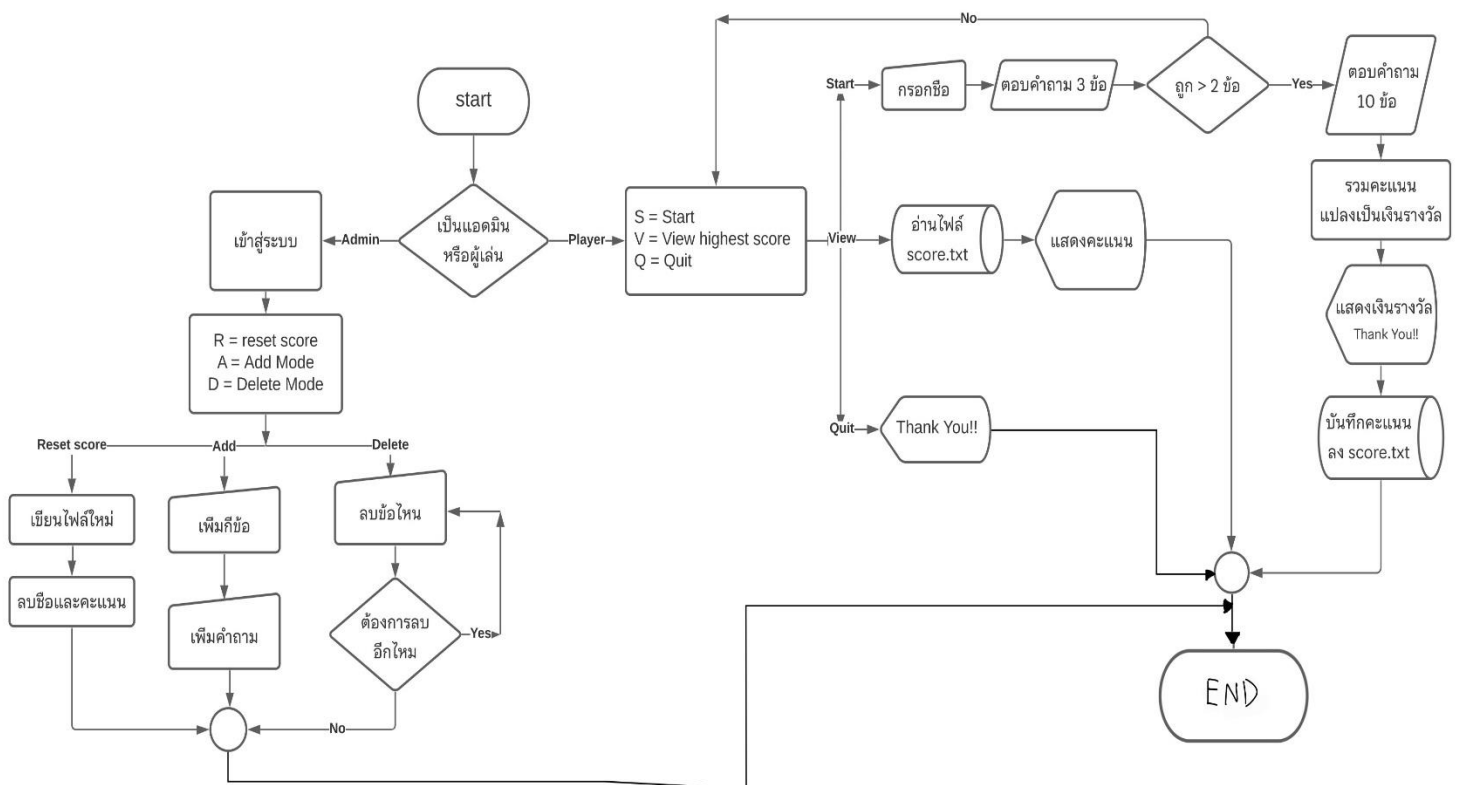 start
เป็นแอดมิน
หรือผู้เล่น
Admin
Player
เข้าสู่ระบบ
R = reset score
A = Add Mode
D = Delete Mode
Reset score
Add
Delete
เขียนไฟล์ใหม่
ลบชื่อและคะแนน
เพิ่มกี่ข้อ
เพิ่มคำถาม
ลบข้อไหน
ต้องการลบ
อีกไหม
Yes
No
S = Start
V = View highest score
Q = Quit
Start
กรอกชื่อ
ตอบคำถาม 3 ข้อ
ถูก > 2 ข้อ
No
Yes
ตอบคำถาม
10 ข้อ
รวมคะแนน
แปลงเป็นเงินรางวัล
แสดงเงินรางวัล
Thank You!!
บันทึกคะแนน
ลง score.txt
View
อ่านไฟล์
score.txt
แสดงคะแนน
Quit
Thank You!!
END